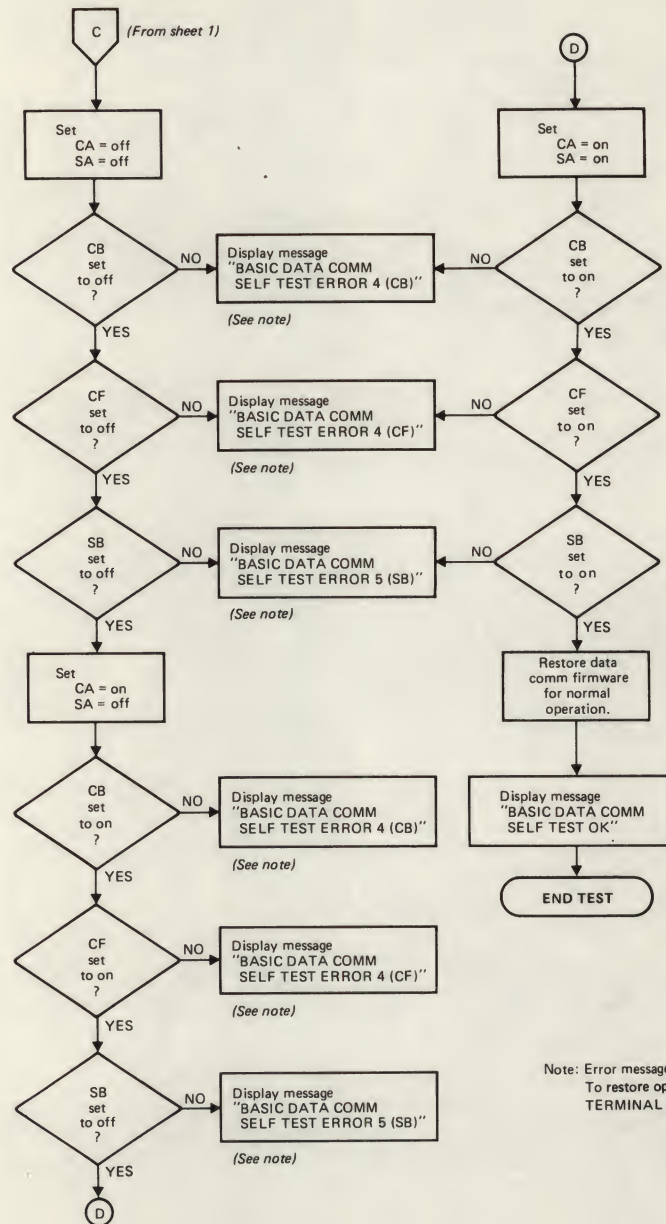 C (From sheet 1)
Set
CA = off
SA = off
CB
set
to off
?
NO
Display message
"BASIC DATA COMM
SELF TEST ERROR 4 (CB)"
(See note)
YES
CF
set
to off
?
NO
Display message
"BASIC DATA COMM
SELF TEST ERROR 4 (CF)"
(See note)
YES
SB
set
to off
?
NO
Display message
"BASIC DATA COMM
SELF TEST ERROR 5 (SB)"
(See note)
YES
Set
CA = on
SA = off
CB
set
to on
?
NO
Display message
"BASIC DATA COMM
SELF TEST ERROR 4 (CB)"
(See note)
YES
CF
set
to on
?
NO
Display message
"BASIC DATA COMM
SELF TEST ERROR 4 (CF)"
(See note)
YES
SB
set
to off
?
NO
Display message
"BASIC DATA COMM
SELF TEST ERROR 5 (SB)"
(See note)
YES
D
D
Set
CA = on
SA = on
CB
set
to on
?
NO
YES
CF
set
to on
?
NO
YES
SB
set
to on
?
NO
YES
Restore data
comm firmware
for normal
operation.
Display message
"BASIC DATA COMM
SELF TEST OK"
END TEST
Note: Error message
To restore op
TERMINAL